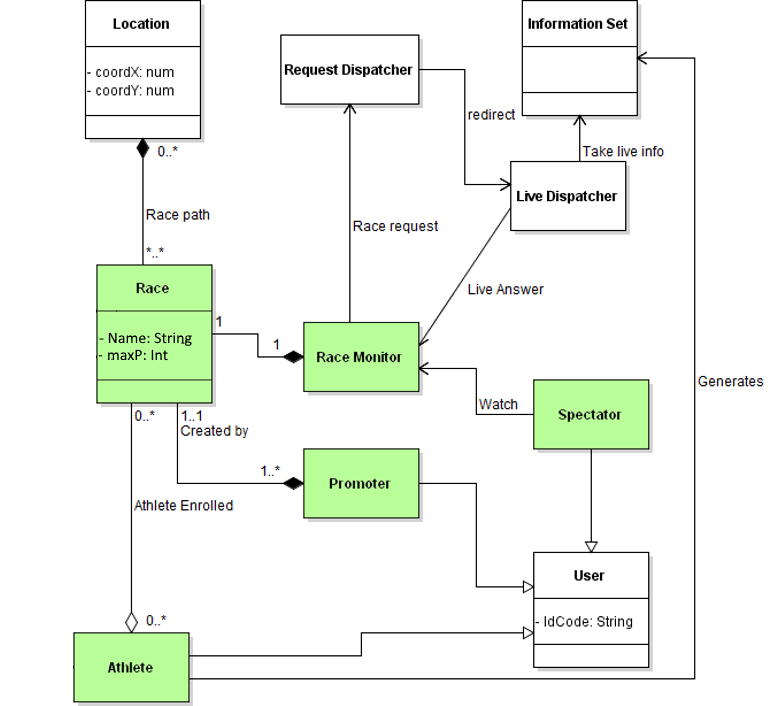 Location
- coordX: num
- coordY: num
0..*
Race path
*..*
Request Dispatcher
Information Set
redirect
Take live info
Live Dispatcher
Race request
Live Answer
Race
- Name: String
- maxP: Int
1
1
Race Monitor
Generates
Watch
Spectator
0..*
1..1
Created by
1..*
Promoter
Athlete Enrolled
User
- IdCode: String
0..*
Athlete